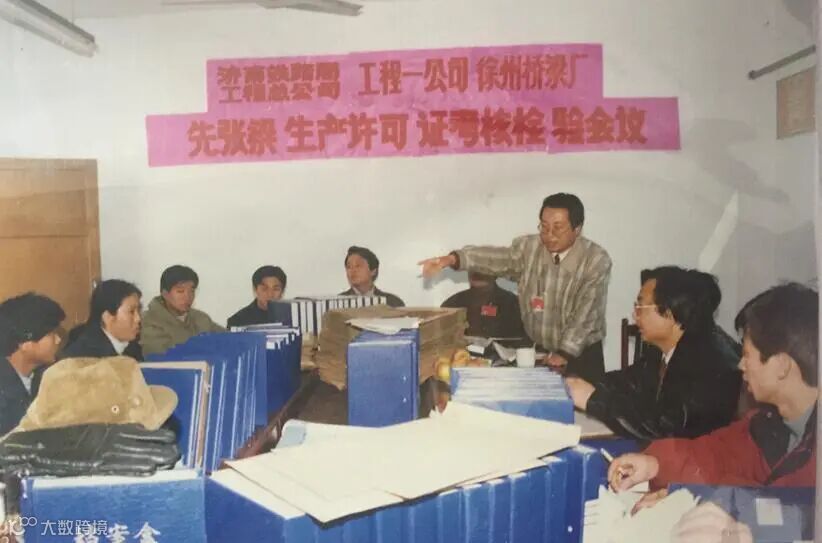 济南铁路局
工程总公司 工程一公司 徐州桥梁厂
先张梁 生产许可 证考核检 验会议
大数跨境